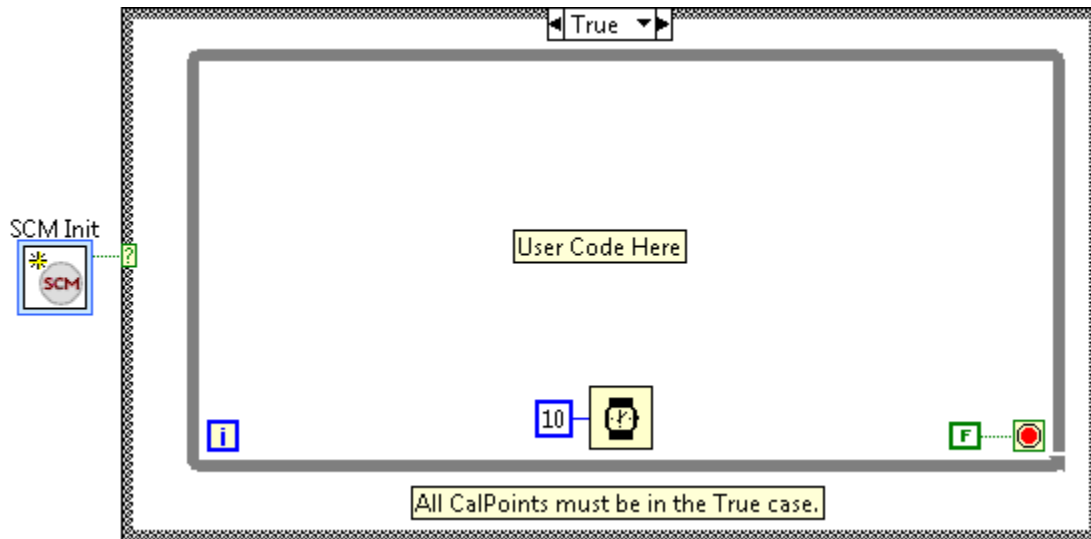 True
SCM Init
?
SCM
User Code Here
10
i
F
All CalPoints must be in the True case.